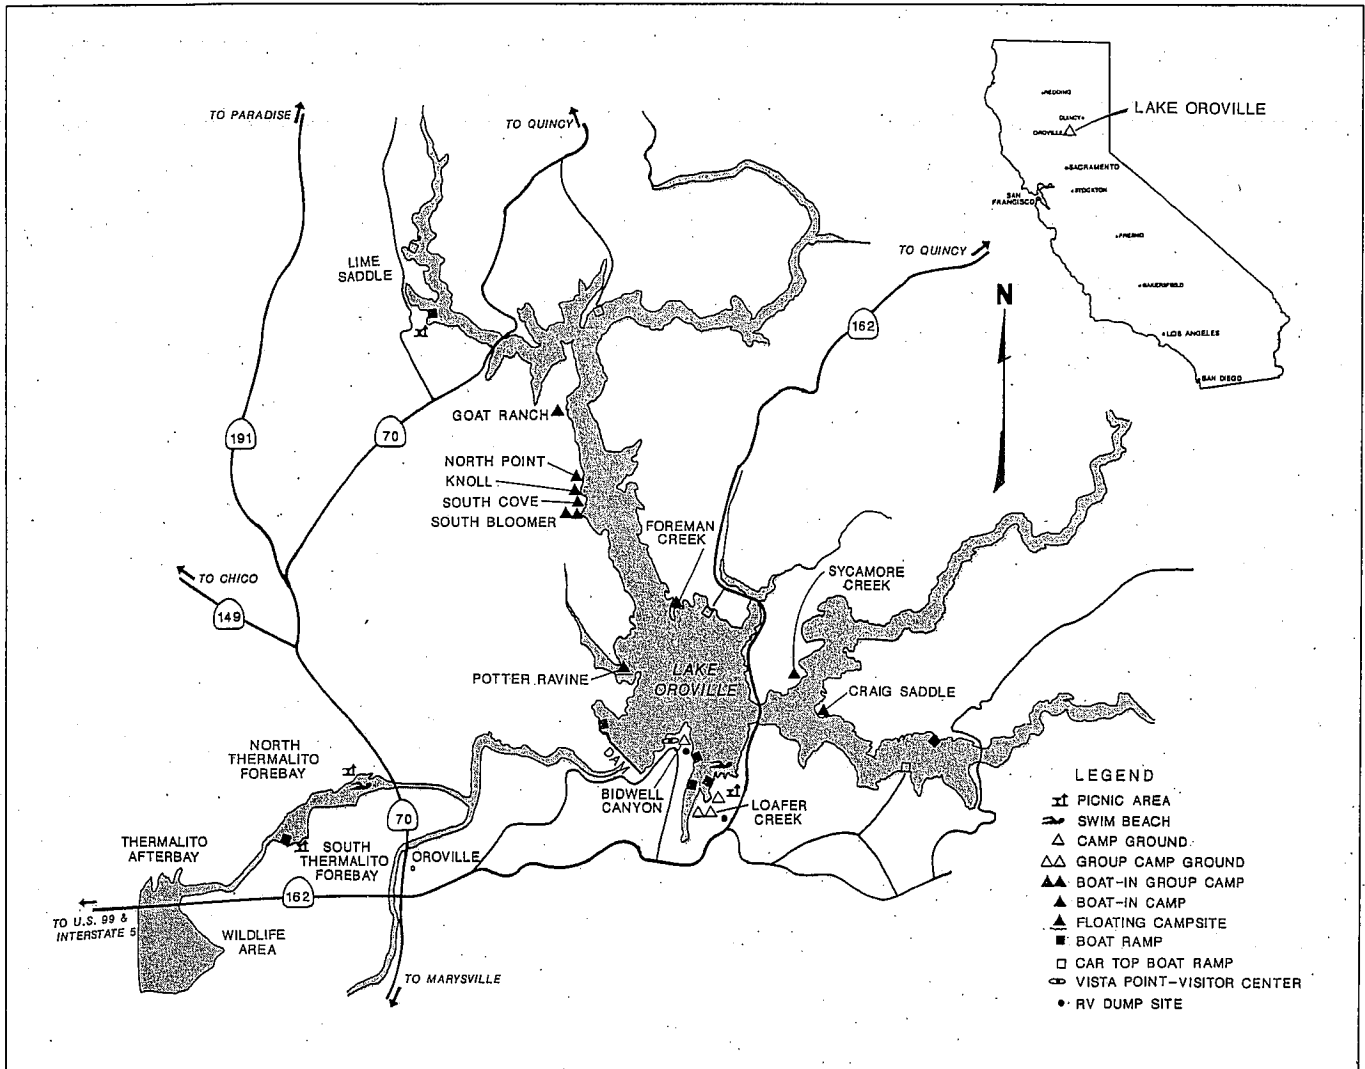 TO PARADISE
TO QUINCY
TO QUINCY
LIME
SADDLE
162
N
GOAT RANCH
191
70
NORTH POINT
KNOLL
SOUTH COVE
SOUTH BLOOMER
FOREMAN
CREEK
SYCAMORE
CREEK
TO CHICO
149
POTTER RAVINE
LAKE
OROVILLE
CRAIG SADDLE
DAM
NORTH
THERMALITO
FOREBAY
BIDWELL
CANYON
LOAFER
CREEK
70
THERMALITO
AFTERBAY
SOUTH
THERMALITO
FOREBAY
OROVILLE
162
TO U.S. 99 &
INTERSTATE 5
WILDLIFE
AREA
TO MARYSVILLE
REDDING
QUINCY
OROVILLE
LAKE OROVILLE
SACRAMENTO
STOCKTON
SAN
FRANCISCO
FRESNO
BAKERSFIELD
LOS ANGELES
SAN DIEGO
LEGEND
PICNIC AREA
SWIM BEACH
CAMP GROUND
GROUP CAMP GROUND
BOAT-IN GROUP CAMP
BOAT-IN CAMP
FLOATING CAMPSITE
BOAT RAMP
CAR TOP BOAT RAMP
VISTA POINT-VISITOR CENTER
RV DUMP SITE